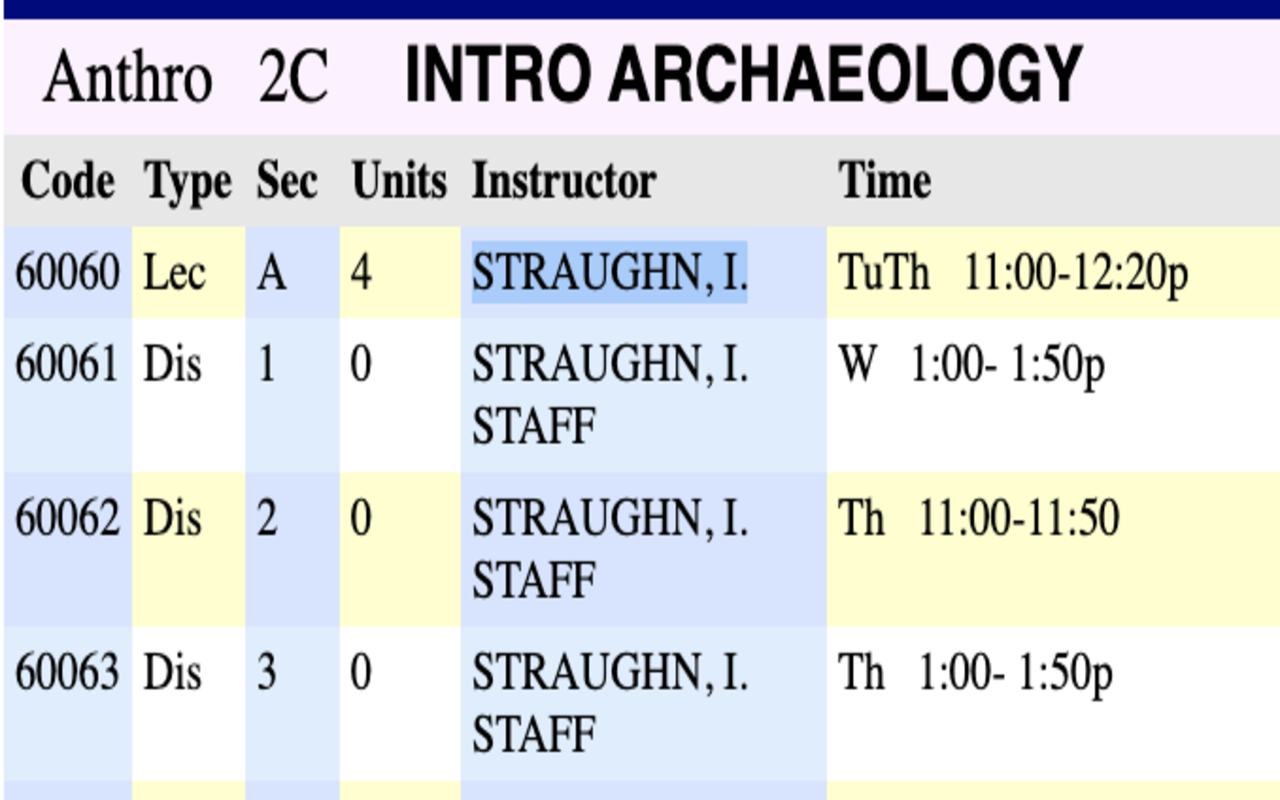 Anthro 2C INTRO ARCHAEOLOGY
Code Type Sec Units Instructor Time
60060 Lec A 4 STRAUGHN, I. TuTh 11:00-12:20p
60061 Dis 1 0 STRAUGHN, I. W 1:00- 1:50p
STAFF
60062 Dis 2 0 STRAUGHN, I. Th 11:00-11:50
STAFF
60063 Dis 3 0 STRAUGHN, I. Th 1:00- 1:50p
STAFF